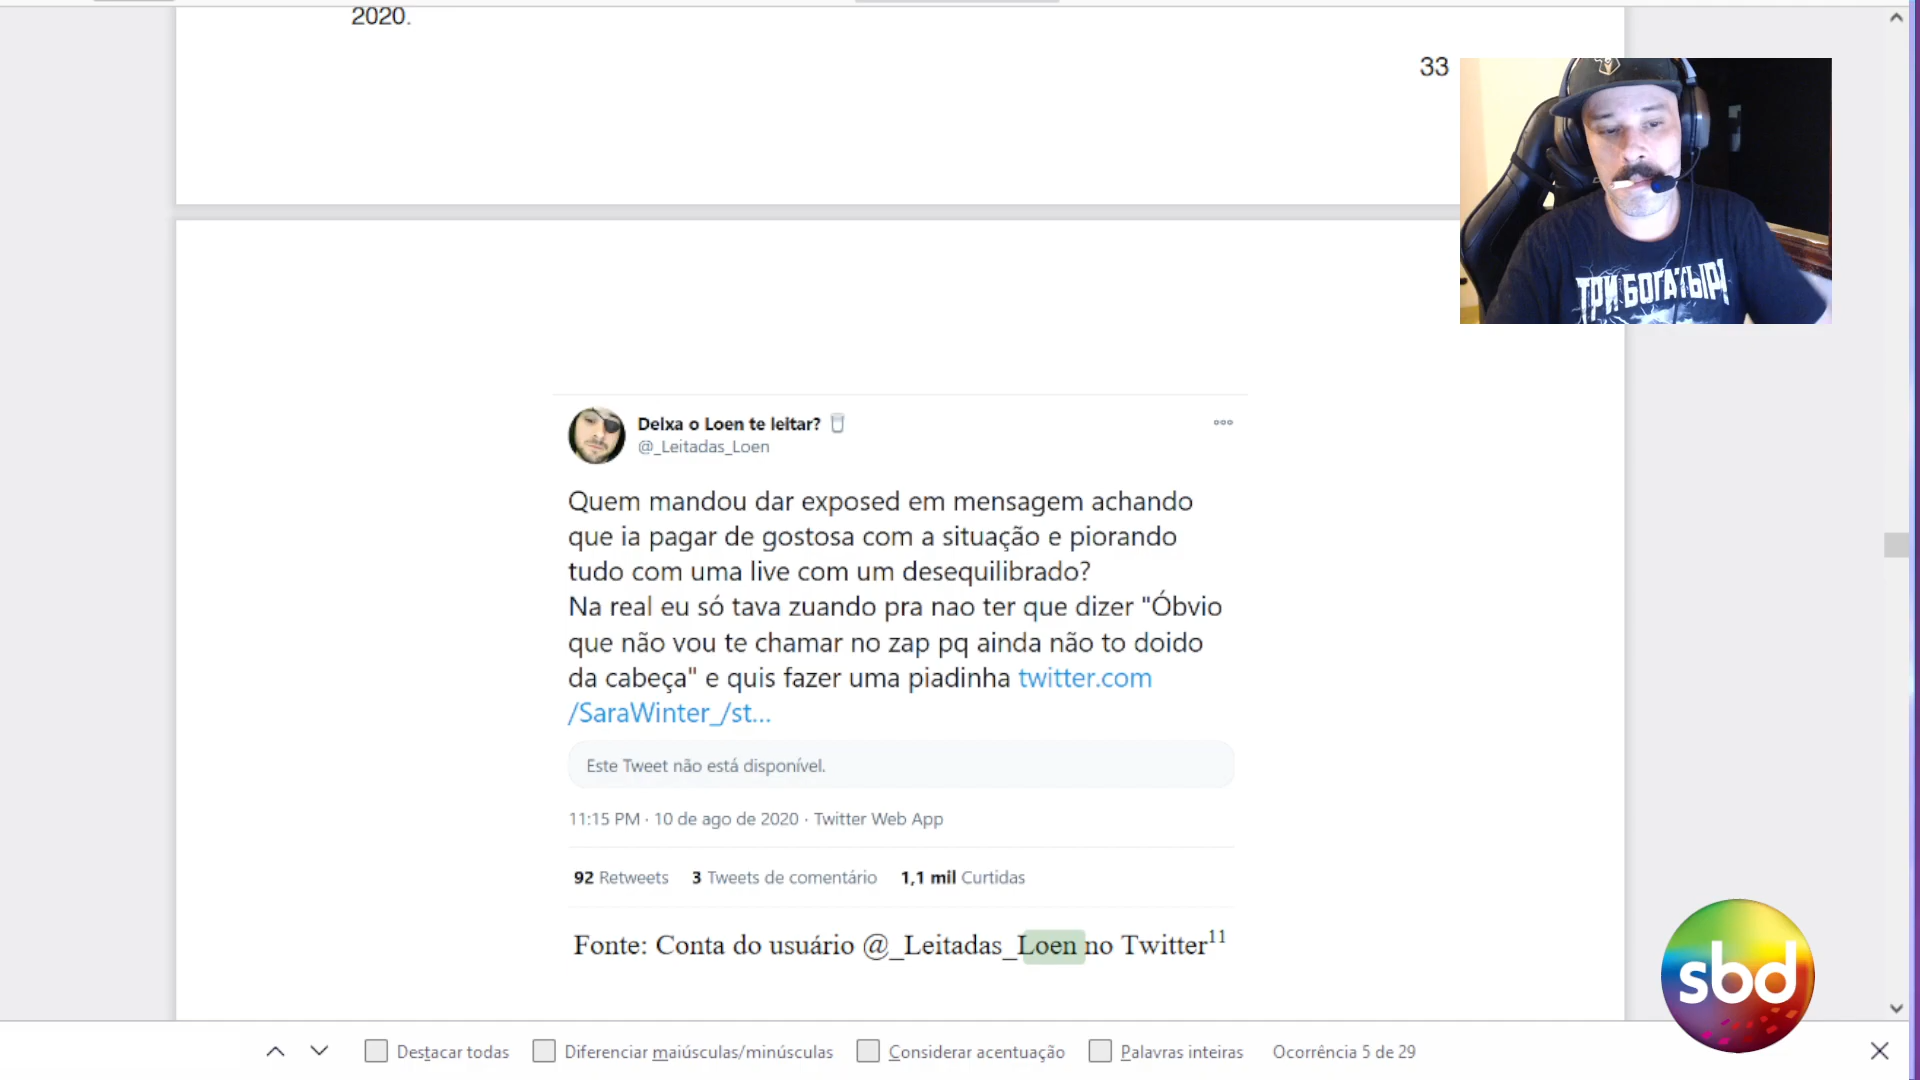 2020.
33
ТРИ БОГАТЫРЯ
Deixa o Loen te leitar?
@_Leitadas_Loen
Quem mandou dar exposed em mensagem achando
que ia pagar de gostosa com a situação e piorando
tudo com uma live com um desequilibrado?
Na real eu só tava zuando pra nao ter que dizer "Óbvio
que não vou te chamar no zap pq ainda não to doido
da cabeça" e quis fazer uma piadinha twitter.com
/SaraWinter_/st...
Este Tweet não está disponível.
11:15 PM · 10 de ago de 2020 · Twitter Web App
92 Retweets 3 Tweets de comentário 1,1 mil Curtidas
Fonte: Conta do usuário @_Leitadas_Loen no Twitter11
sbd
Destacar todas Diferenciar maiúsculas/minúsculas Considerar acentuação Palavras inteiras Ocorrência 5 de 29